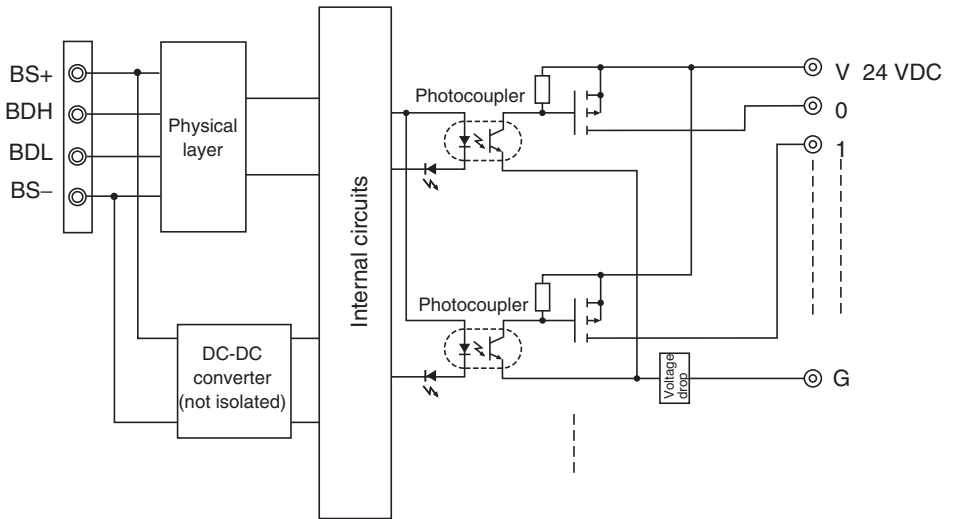 BS+
BDH
BDL
BS−
Physical
layer
DC-DC
converter
(not isolated)
Internal circuits
Photocoupler
Photocoupler
Voltage
drop
V 24 VDC
0
1
G